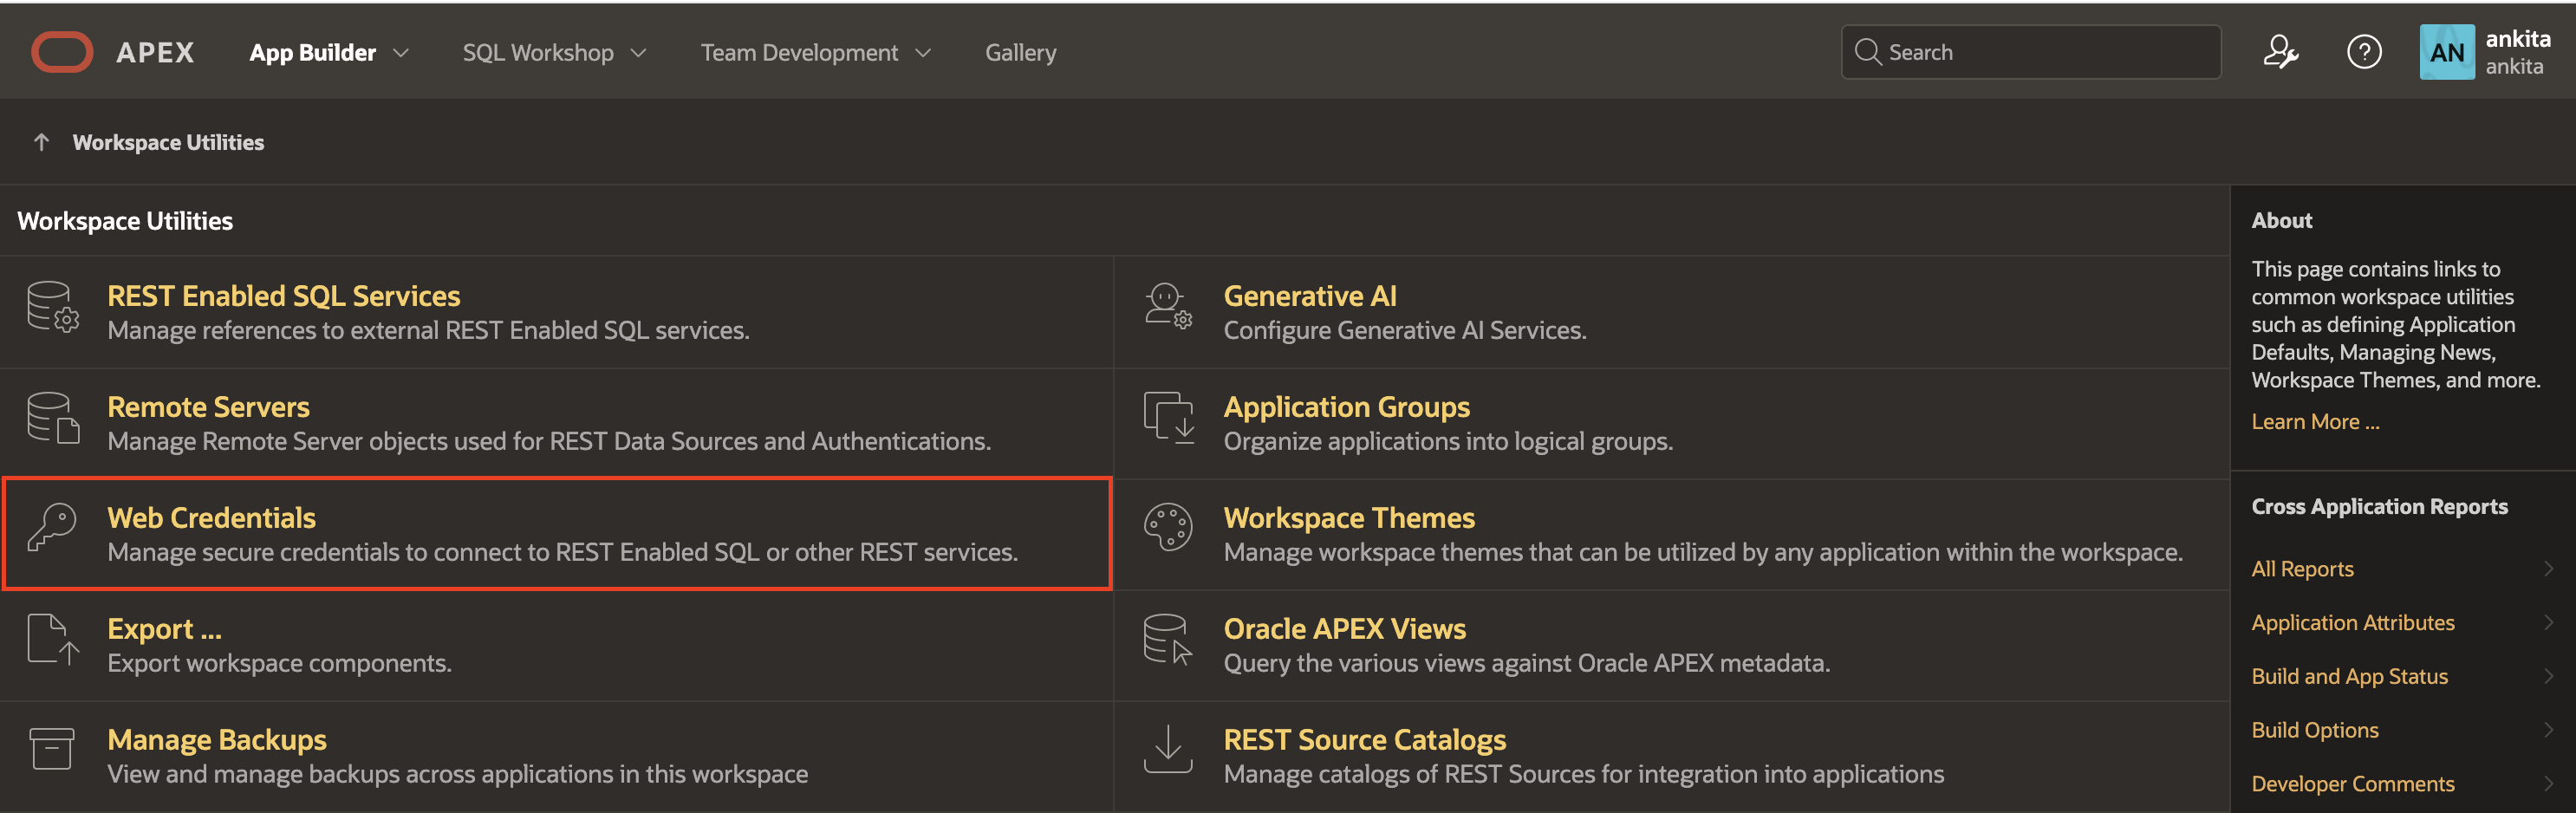 APEX App Builder SQL Workshop Team Development Gallery Search AN ankita
ankita
Workspace Utilities
Workspace Utilities
REST Enabled SQL Services
Manage references to external REST Enabled SQL services.
Generative AI
Configure Generative AI Services.
Remote Servers
Manage Remote Server objects used for REST Data Sources and Authentications.
Application Groups
Organize applications into logical groups.
Web Credentials
Manage secure credentials to connect to REST Enabled SQL or other REST services.
Workspace Themes
Manage workspace themes that can be utilized by any application within the workspace.
Export ...
Export workspace components.
Oracle APEX Views
Query the various views against Oracle APEX metadata.
Manage Backups
View and manage backups across applications in this workspace
REST Source Catalogs
Manage catalogs of REST Sources for integration into applications
About
This page contains links to
common workspace utilities
such as defining Application
Defaults, Managing News,
Workspace Themes, and more.
Learn More ...
Cross Application Reports
All Reports
Application Attributes
Build and App Status
Build Options
Developer Comments